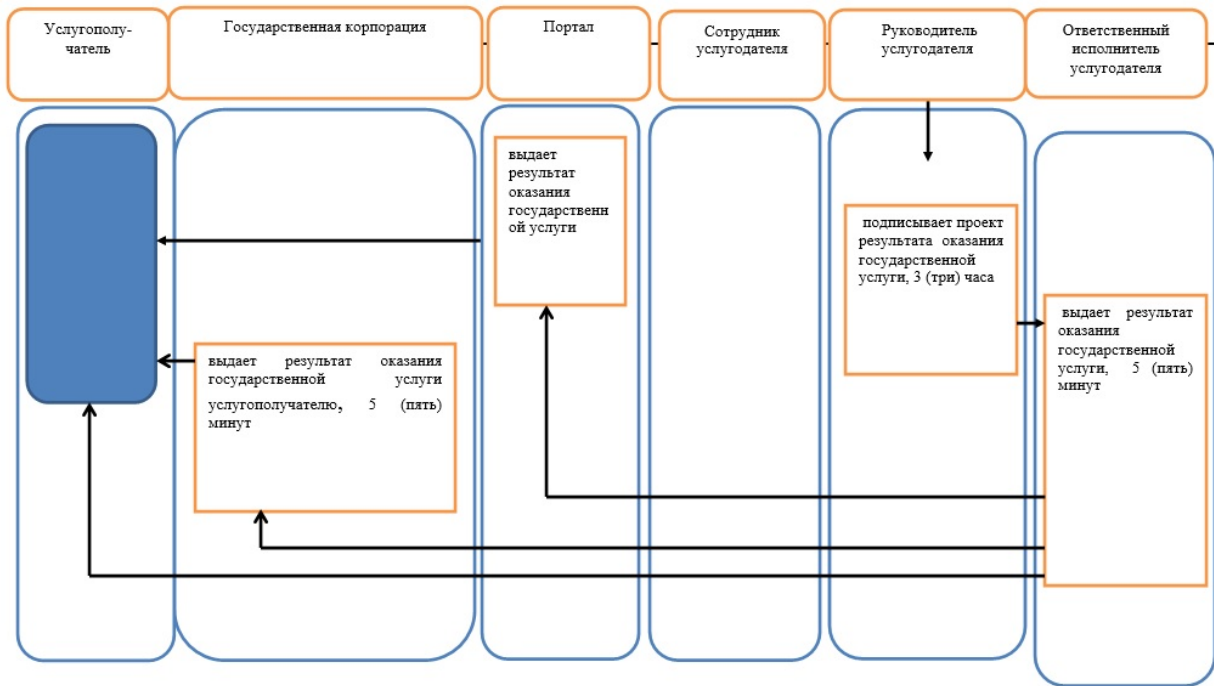 Услугополу-
чатель
Государственная корпорация
Портал
Сотрудник
услугодателя
Руководитель
услугодателя
Ответственный
исполнитель
услугодателя
выдает
результат
оказания
государственн
ой услуги
подписывает проект
результата оказания
государственной
услуги, 3 (три) часа
выдает результат
оказания
государственной
услуги, 5 (пять)
минут
выдает результат оказания
государственной услуги
услугополучателю, 5 (пять)
минут